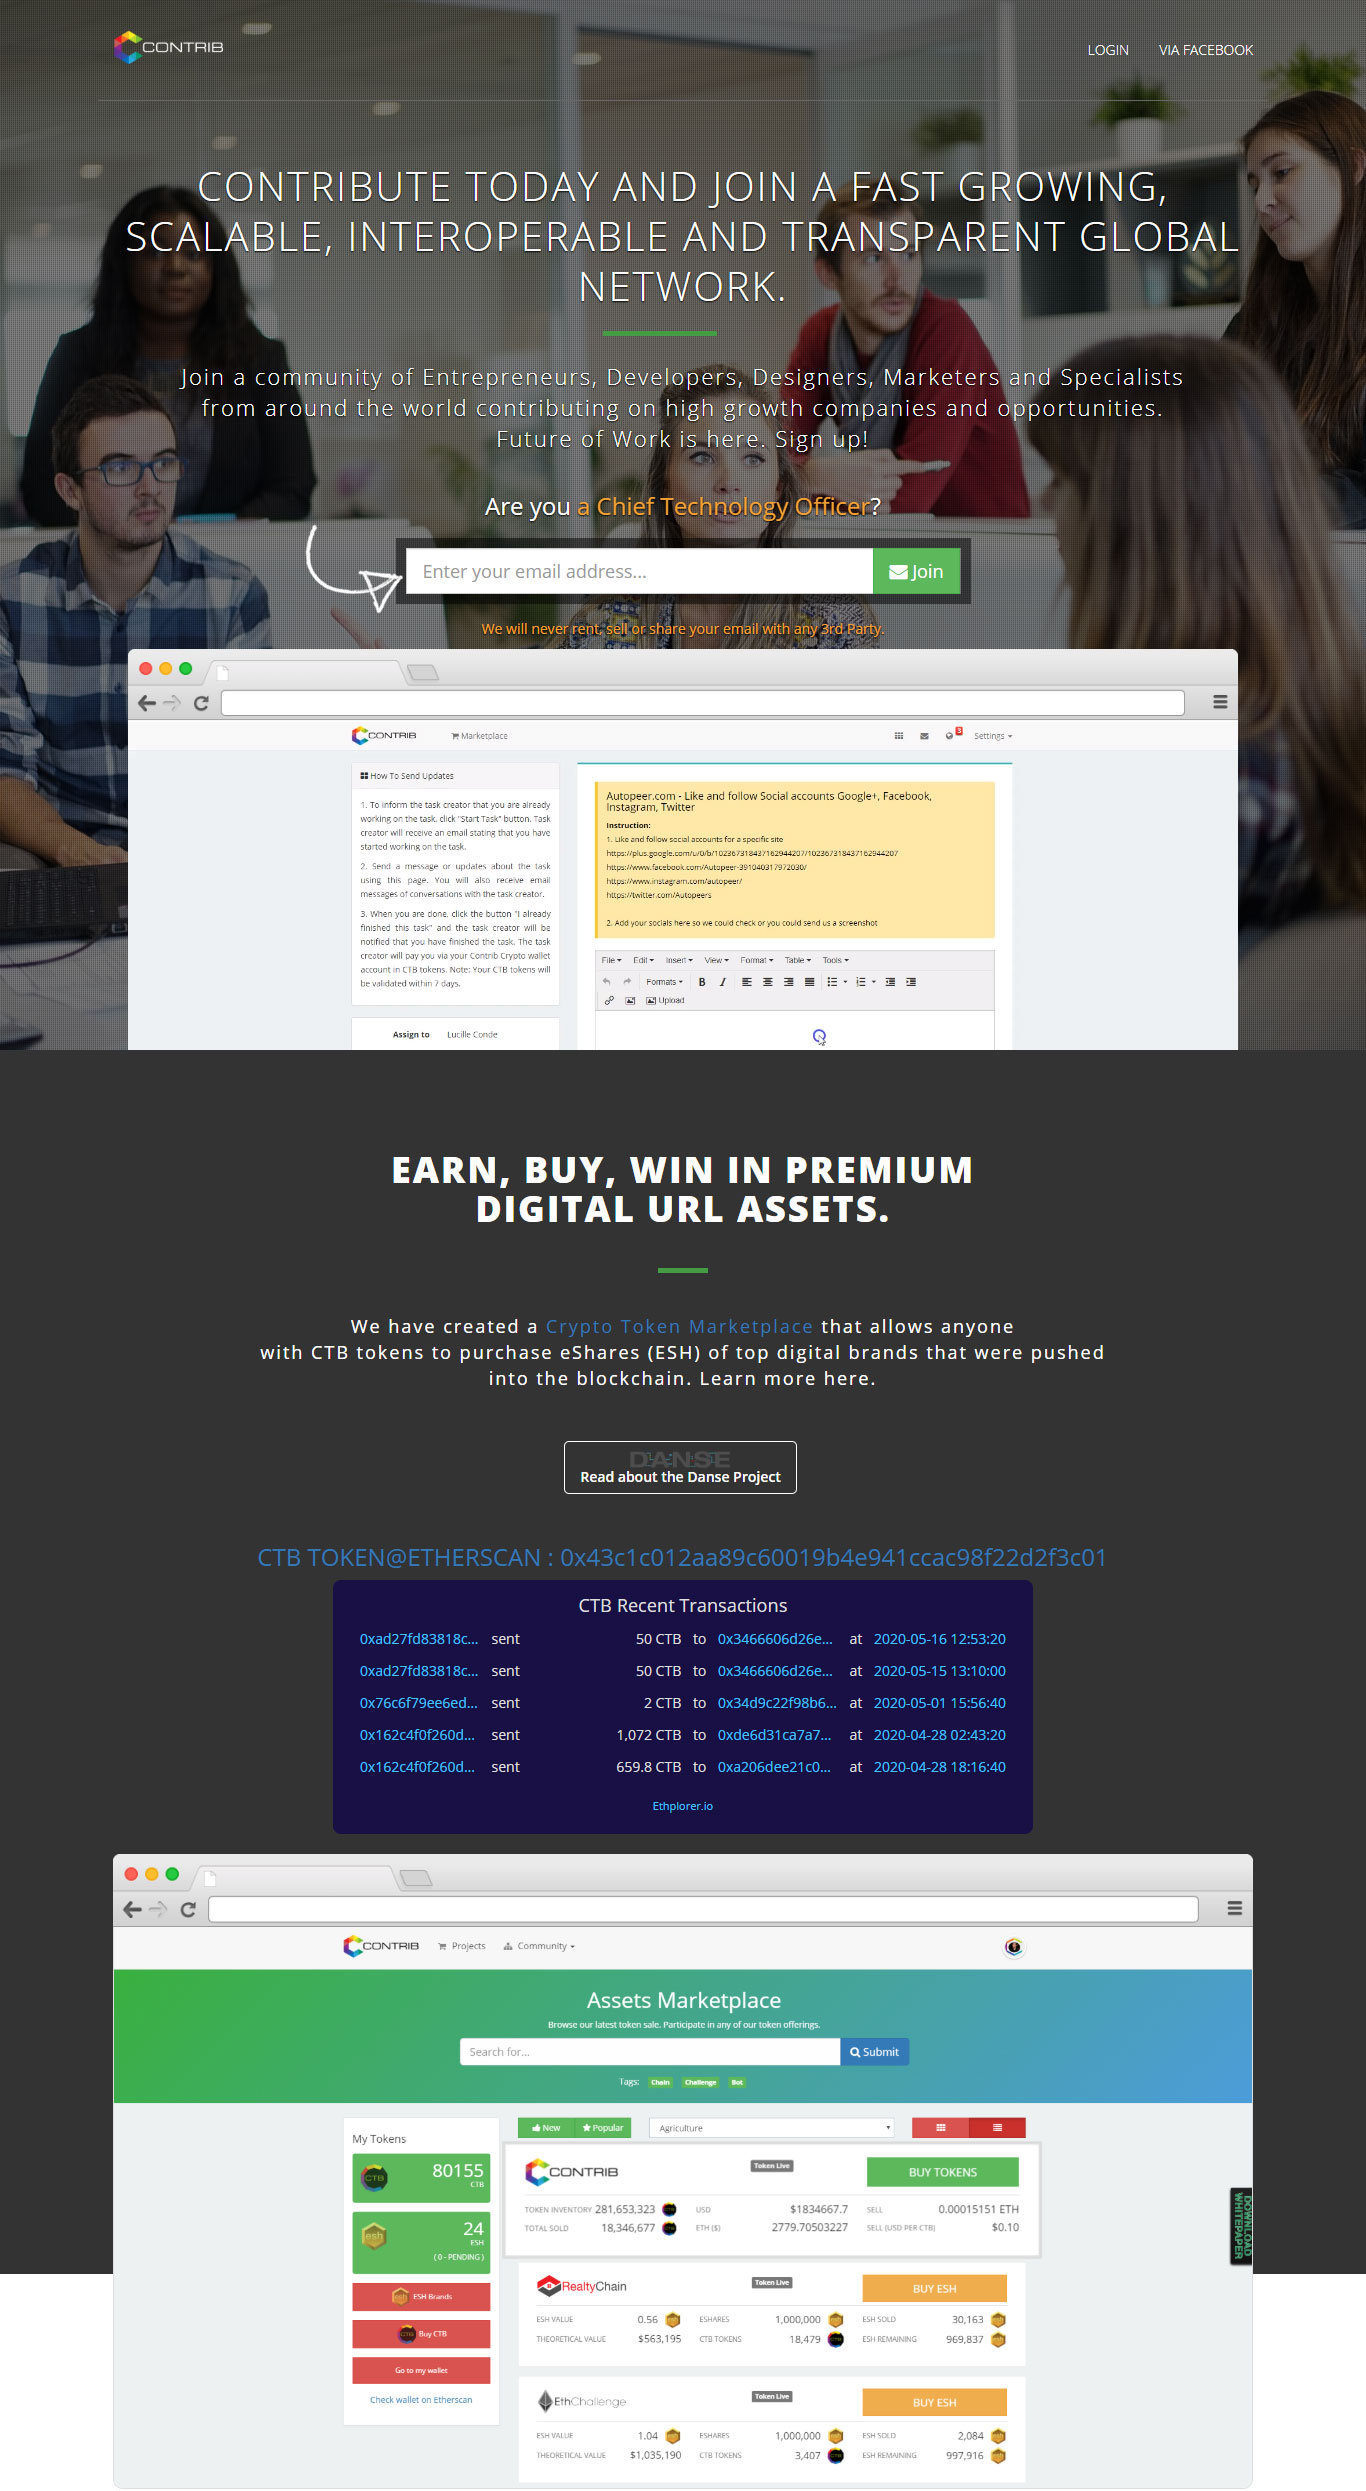 CONTRIB
LOGIN VIA FACEBOOK
CONTRIBUTE TODAY AND JOIN A FAST GROWING,
SCALABLE, INTEROPERABLE AND TRANSPARENT GLOBAL
NETWORK.
Join a community of Entrepreneurs, Developers, Designers, Marketers and Specialists
from around the world contributing on high growth companies and opportunities.
Future of Work is here. Sign up!
Are you a Chief Technology Officer?
Enter your email address... Join
We will never rent, sell or share your email with any 3rd Party.
CONTRIB Marketplace 3 Settings
How To Send Updates
1. To inform the task creator that you are already
working on the task, click "Start Task" button. Task
creator will receive an email stating that you have
started working on the task.
2. Send a message or updates about the task
using this page. You will also receive email
messages of conversations with the task creator.
3. When you are done, click the button "I already
finished this task" and the task creator will be
notified that you have finished the task. The task
creator will pay you via your Contrib Crypto wallet
account in CTB tokens. Note: Your CTB tokens will
be validated within 7 days.
Assign to Lucille Conde
Autopeer.com - Like and follow Social accounts Google+, Facebook,
Instagram, Twitter
Instruction:
1. Like and follow social accounts for a specific site
https://plus.google.com/u/0/b/102367318437162944207/102367318437162944207
https://www.facebook.com/Autopeer-391040317972030/
https://www.instagram.com/autopeer/
https://twitter.com/Autopeers
2. Add your socials here so we could check or you could send us a screenshot
File Edit Insert View Format Table Tools
Formats B I
Upload
EARN, BUY, WIN IN PREMIUM
DIGITAL URL ASSETS.
We have created a Crypto Token Marketplace that allows anyone
with CTB tokens to purchase eShares (ESH) of top digital brands that were pushed
into the blockchain. Learn more here.
DANSE
Read about the Danse Project
CTB TOKEN@ETHERSCAN : 0x43c1c012aa89c60019b4e941ccac98f22d2f3c01
CTB Recent Transactions
0xad27fd83818c... sent 50 CTB to 0x3466606d26e... at 2020-05-16 12:53:20
0xad27fd83818c... sent 50 CTB to 0x3466606d26e... at 2020-05-15 13:10:00
0x76c6f79ee6ed... sent 2 CTB to 0x34d9c22f98b6... at 2020-05-01 15:56:40
0x162c4f0f260d... sent 1,072 CTB to 0xde6d31ca7a7... at 2020-04-28 02:43:20
0x162c4f0f260d... sent 659.8 CTB to 0xa206dee21c0... at 2020-04-28 18:16:40
Ethplorer.io
CONTRIB Projects Community
Assets Marketplace
Browse our latest token sale. Participate in any of our token offerings.
Search for... Submit
Tags: Chain Challenge Bot
My Tokens
CTB 80155
CTB
esh 24
ESH
( 0 - PENDING )
ESH Brands
Buy CTB
Go to my wallet
Check wallet on Etherscan
New Popular Agriculture
CONTRIB Token Live BUY TOKENS
TOKEN INVENTORY 281,653,323 USD $1834667.7 SELL 0.00015151 ETH
TOTAL SOLD 18,346,677 ETH ($) 2779.70503227 SELL (USD PER CTB) $0.10
RealtyChain Token Live BUY ESH
ESH VALUE 0.56 ESHARES 1,000,000 ESH SOLD 30,163
THEORETICAL VALUE $563,195 CTB TOKENS 18,479 ESH REMAINING 969,837
EthChallenge Token Live BUY ESH
ESH VALUE 1.04 ESHARES 1,000,000 ESH SOLD 2,084
THEORETICAL VALUE $1,035,190 CTB TOKENS 3,407 ESH REMAINING 997,916
DOWNLOAD
WHITEPAPER